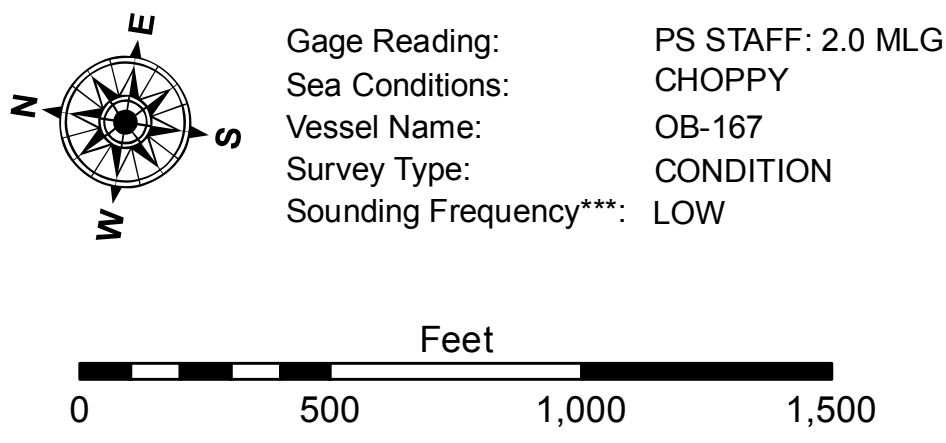 E
N
S
W
Gage Reading: PS STAFF: 2.0 MLG
Sea Conditions: CHOPPY
Vessel Name: OB-167
Survey Type: CONDITION
Sounding Frequency***: LOW
Feet
0 500 1,000 1,500